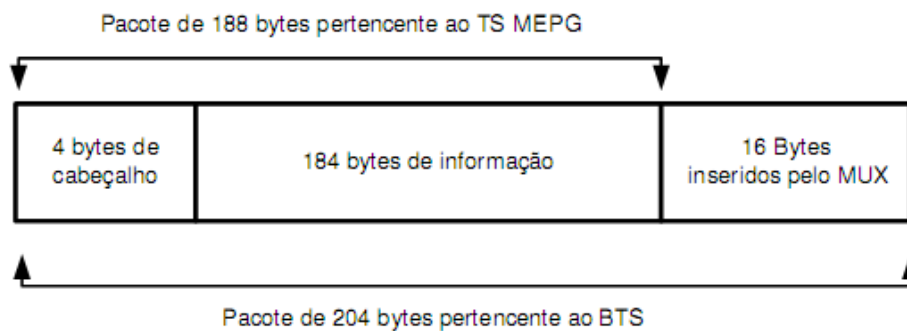 Pacote de 188 bytes pertencente ao TS MEPG
4 bytes de
cabeçalho
184 bytes de informação
16 Bytes
inseridos pelo MUX
Pacote de 204 bytes pertencente ao BTS